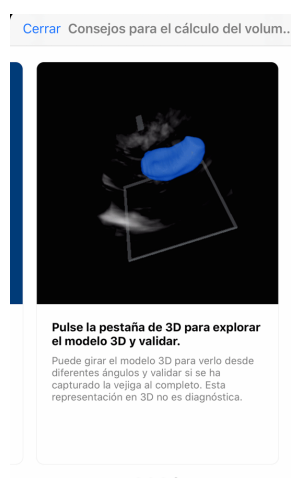 Cerrar Consejos para el cálculo del volum...
Pulse la pestaña de 3D para explorar
el modelo 3D y validar.
Puede girar el modelo 3D para verlo desde
diferentes ángulos y validar si se ha
capturado la vejiga al completo. Esta
representación en 3D no es diagnóstica.